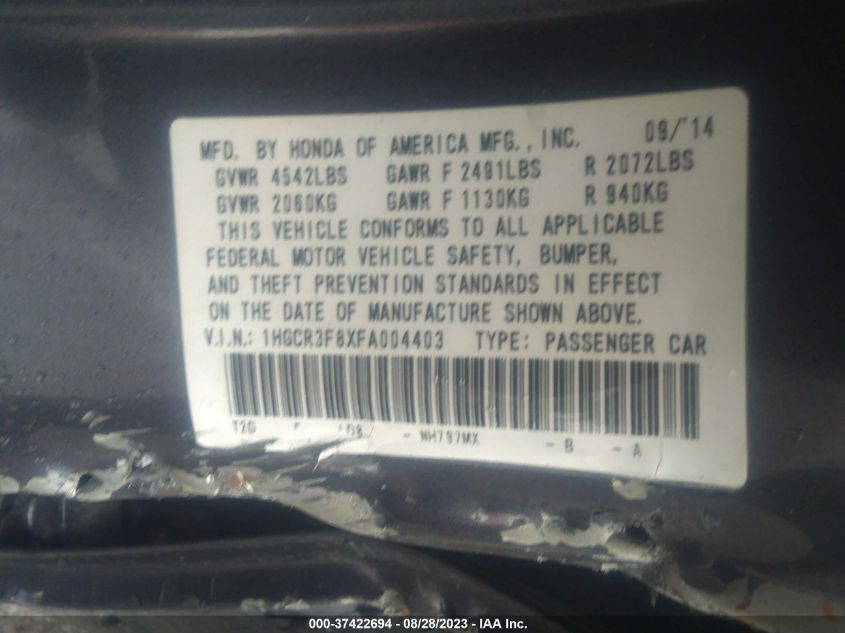 MFD. BY HONDA OF AMERICA MFG., INC. 09/'14
GVWR 4542LBS GAWR F 2491LBS R 2072LBS
GVWR 2060KG GAWR F 1130KG R 940KG
THIS VEHICLE CONFORMS TO ALL APPLICABLE
FEDERAL MOTOR VEHICLE SAFETY, BUMPER,
AND THEFT PREVENTION STANDARDS IN EFFECT
ON THE DATE OF MANUFACTURE SHOWN ABOVE.
V.I.N.: 1HGCR3F8XFA004403 TYPE: PASSENGER CAR
T2G - NH797MX - B - A
000-37422694 / 08/28/2023 - IAA Inc.